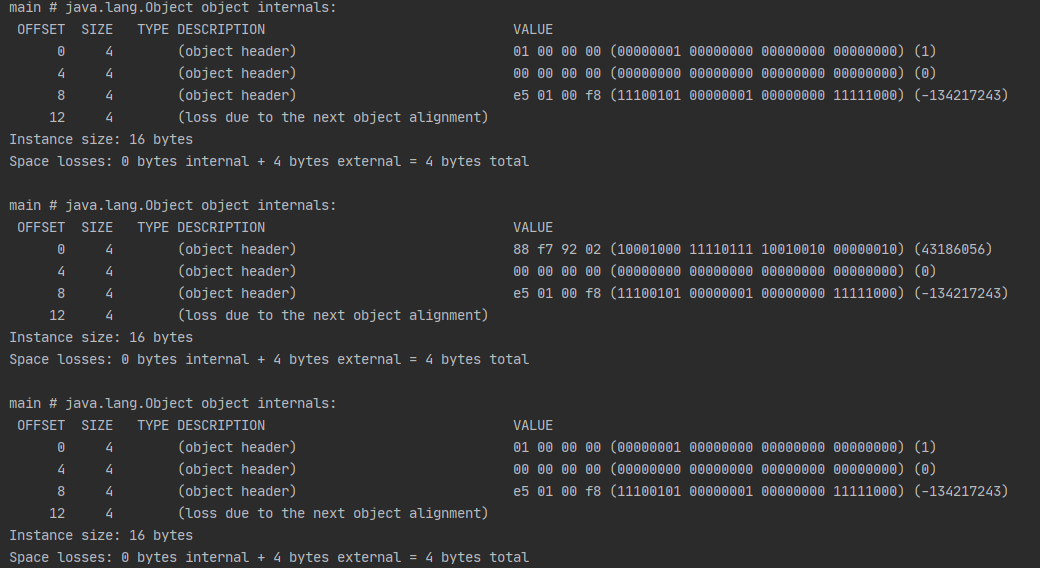 main # java.lang.Object object internals:
 OFFSET  SIZE   TYPE DESCRIPTION                               VALUE
      0     4        (object header)                           01 00 00 00 (00000001 00000000 00000000 00000000) (1)
      4     4        (object header)                           00 00 00 00 (00000000 00000000 00000000 00000000) (0)
      8     4        (object header)                           e5 01 00 f8 (11100101 00000001 00000000 11111000) (-134217243)
     12     4        (loss due to the next object alignment)
Instance size: 16 bytes
Space losses: 0 bytes internal + 4 bytes external = 4 bytes total

main # java.lang.Object object internals:
 OFFSET  SIZE   TYPE DESCRIPTION                               VALUE
      0     4        (object header)                           88 f7 92 02 (10001000 11110111 10010010 00000010) (43186056)
      4     4        (object header)                           00 00 00 00 (00000000 00000000 00000000 00000000) (0)
      8     4        (object header)                           e5 01 00 f8 (11100101 00000001 00000000 11111000) (-134217243)
     12     4        (loss due to the next object alignment)
Instance size: 16 bytes
Space losses: 0 bytes internal + 4 bytes external = 4 bytes total

main # java.lang.Object object internals:
 OFFSET  SIZE   TYPE DESCRIPTION                               VALUE
      0     4        (object header)                           01 00 00 00 (00000001 00000000 00000000 00000000) (1)
      4     4        (object header)                           00 00 00 00 (00000000 00000000 00000000 00000000) (0)
      8     4        (object header)                           e5 01 00 f8 (11100101 00000001 00000000 11111000) (-134217243)
     12     4        (loss due to the next object alignment)
Instance size: 16 bytes
Space losses: 0 bytes internal + 4 bytes external = 4 bytes total